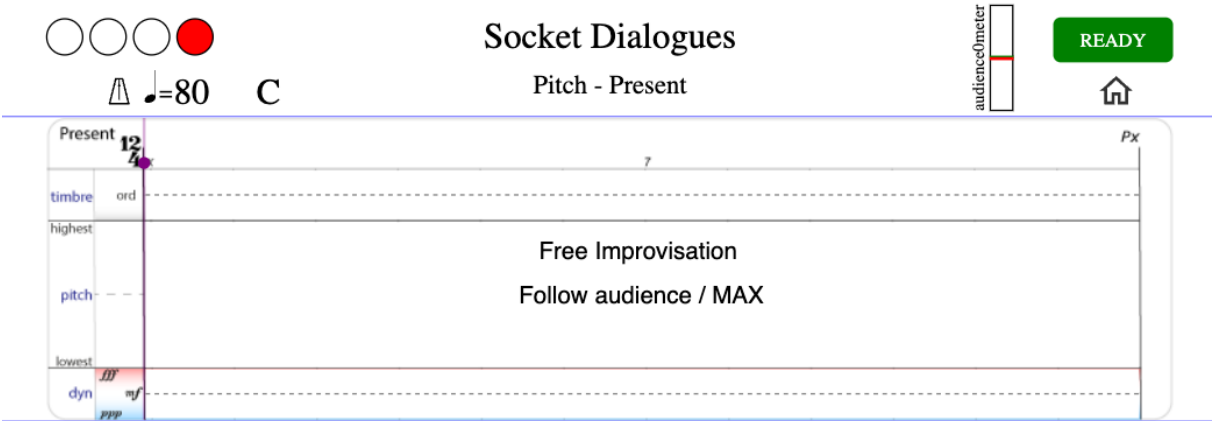 Socket Dialogues
audience0meter
READY
=80
C
Pitch - Present
Present
12
4
7
Px
timbre
ord
highest
Free Improvisation
pitch
Follow audience / MAX
lowest
fff
dyn
mf
ppp